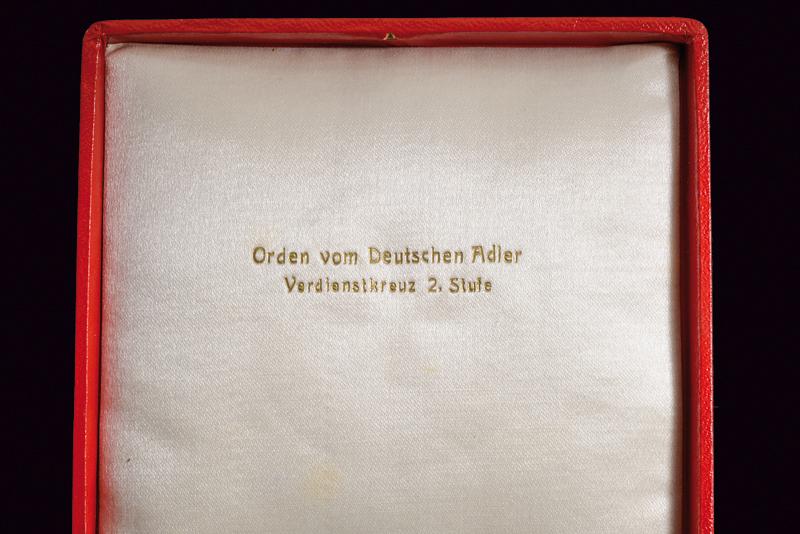 Orden vom Deutschen Adler
Verdienstkreuz 2. Stufe